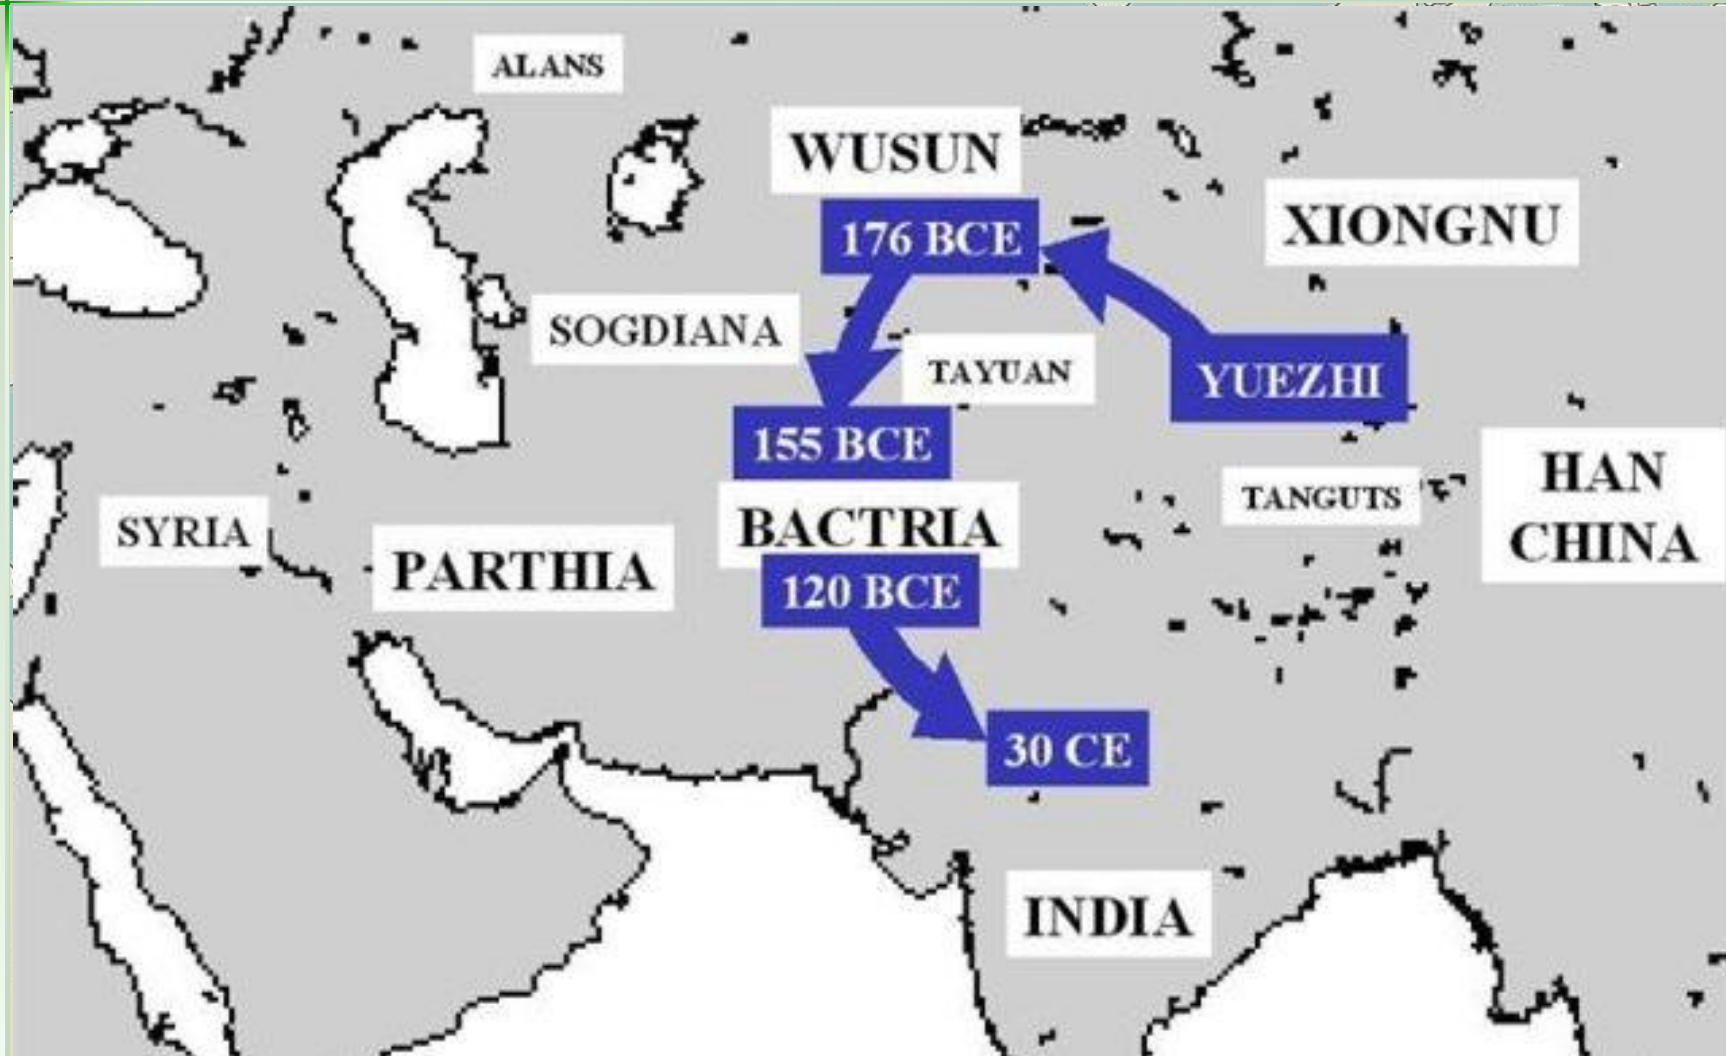 ALANS
WUSUN
176 BCE
XIONGNU
SOGDIANA
TAYUAN
YUEZHI
155 BCE
HAN
CHINA
TANGUTS
SYRIA
BACTRIA
PARTHIA
120 BCE
30 CE
INDIA